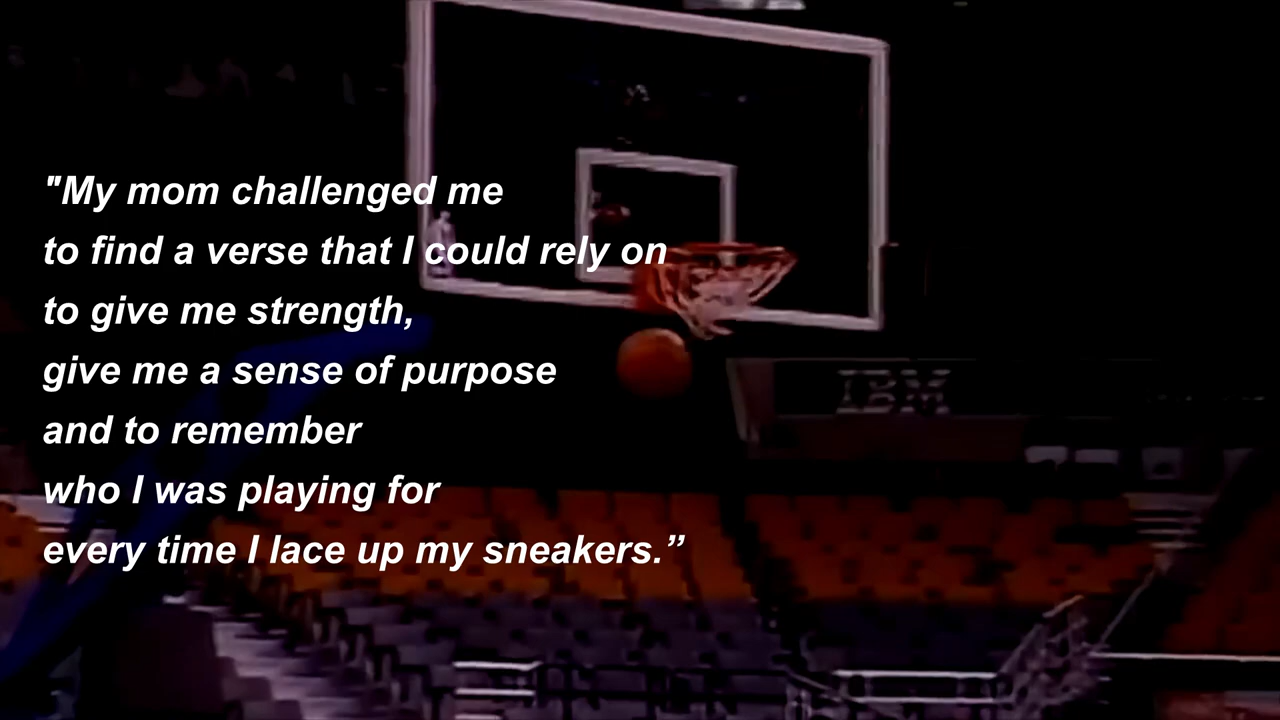 "My mom challenged me
to find a verse that I could rely on
to give me strength,
give me a sense of purpose
and to remember
who I was playing for
every time I lace up my sneakers.”
IBM